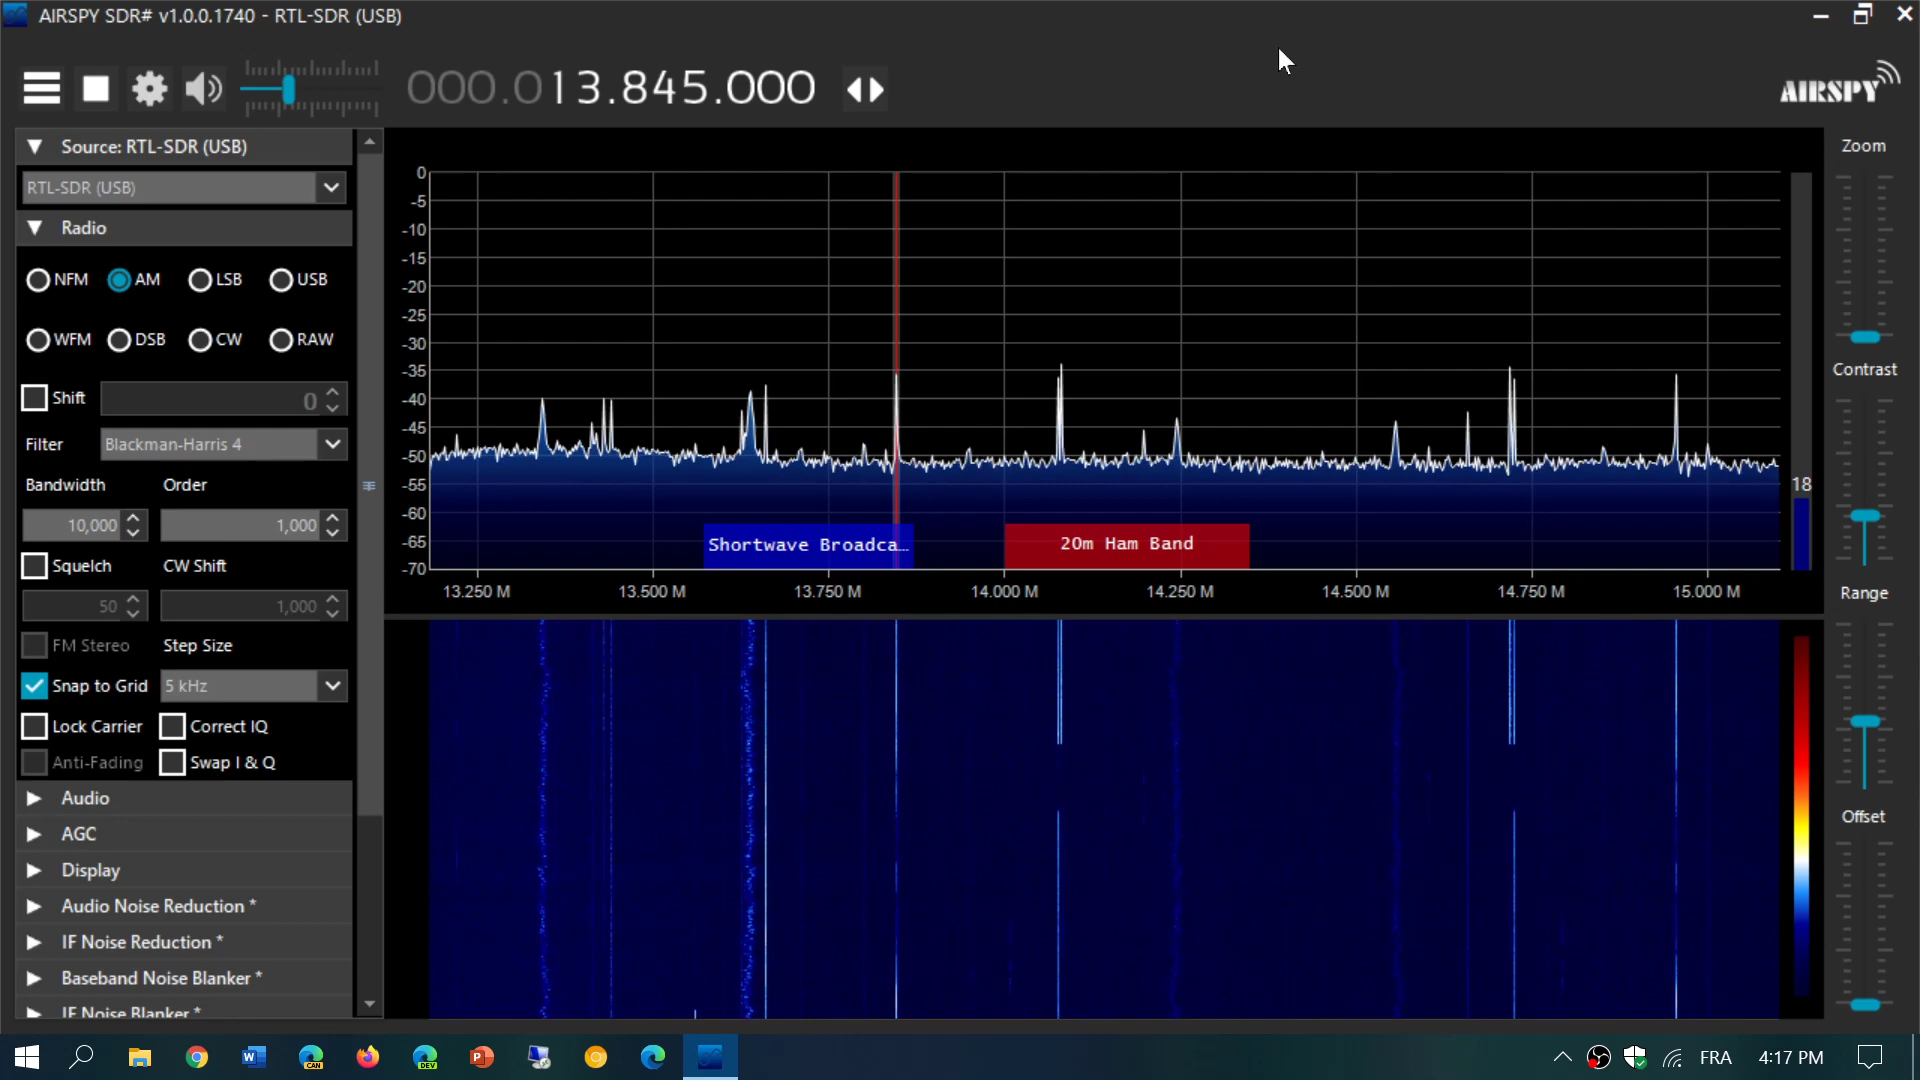 AIRSPY SDR# v1.0.0.1740 - RTL-SDR (USB)
000.013.845.000
AIRSPY
Source: RTL-SDR (USB)
RTL-SDR (USB)
Radio
NFM AM LSB USB
WFM DSB CW RAW
Shift 0
Filter Blackman-Harris 4
Bandwidth Order
10,000 1,000
Squelch CW Shift
50 1,000
FM Stereo Step Size
Snap to Grid 5 kHz
Lock Carrier Correct IQ
Anti-Fading Swap I & Q
Audio
AGC
Display
Audio Noise Reduction *
IF Noise Reduction *
Baseband Noise Blanker *
IF Noise Blanker *
0
-5
-10
-15
-20
-25
-30
-35
-40
-45
-50
-55
-60
-65
-70
Shortwave Broadca... 20m Ham Band
13.250 M 13.500 M 13.750 M 14.000 M 14.250 M 14.500 M 14.750 M 15.000 M
18
Zoom
Contrast
Range
Offset
CAN
DEV
FRA 4:17 PM